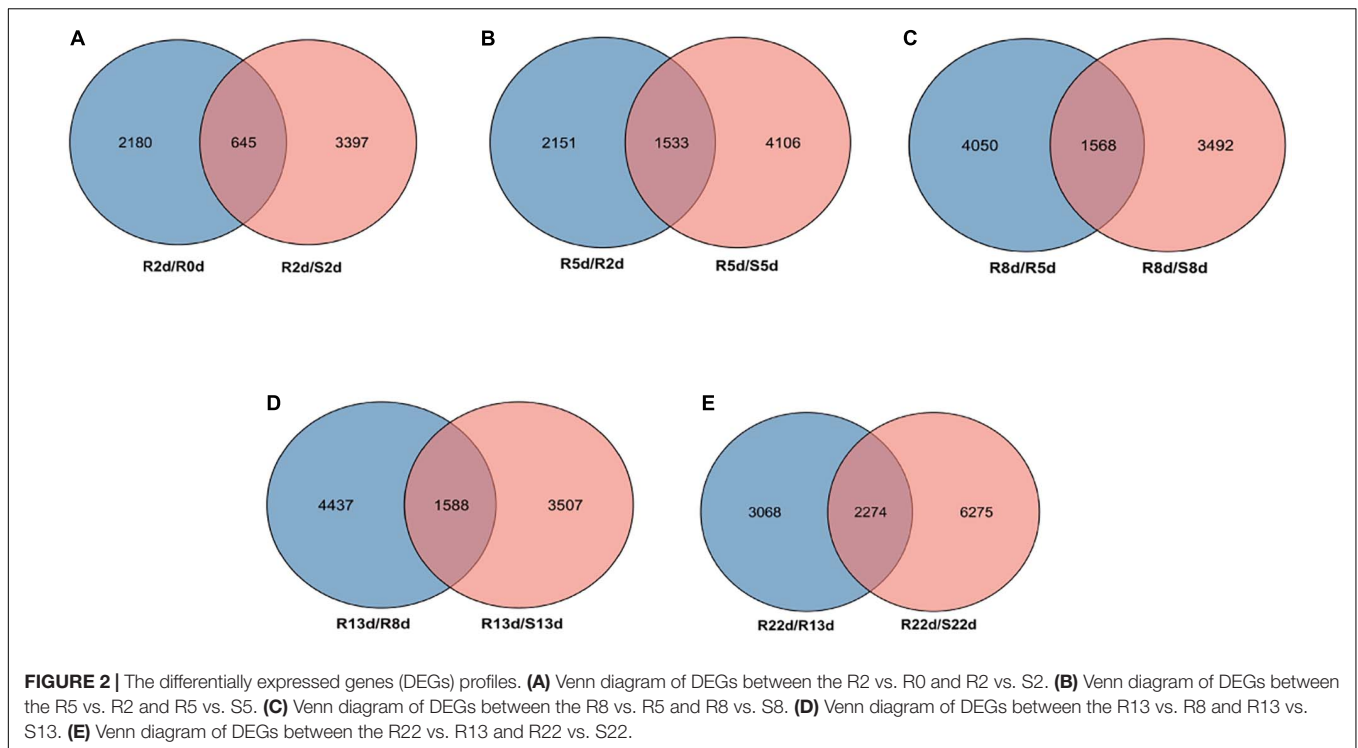 A
2180
645
3397
R2d/R0d
R2d/S2d
B
2151
1533
4106
R5d/R2d
R5d/S5d
C
4050
1568
3492
R8d/R5d
R8d/S8d
D
4437
1588
3507
R13d/R8d
R13d/S13d
E
3068
2274
6275
R22d/R13d
R22d/S22d
FIGURE 2 | The differentially expressed genes (DEGs) profiles. (A) Venn diagram of DEGs between the R2 vs. R0 and R2 vs. S2. (B) Venn diagram of DEGs between
the R5 vs. R2 and R5 vs. S5. (C) Venn diagram of DEGs between the R8 vs. R5 and R8 vs. S8. (D) Venn diagram of DEGs between the R13 vs. R8 and R13 vs.
S13. (E) Venn diagram of DEGs between the R22 vs. R13 and R22 vs. S22.